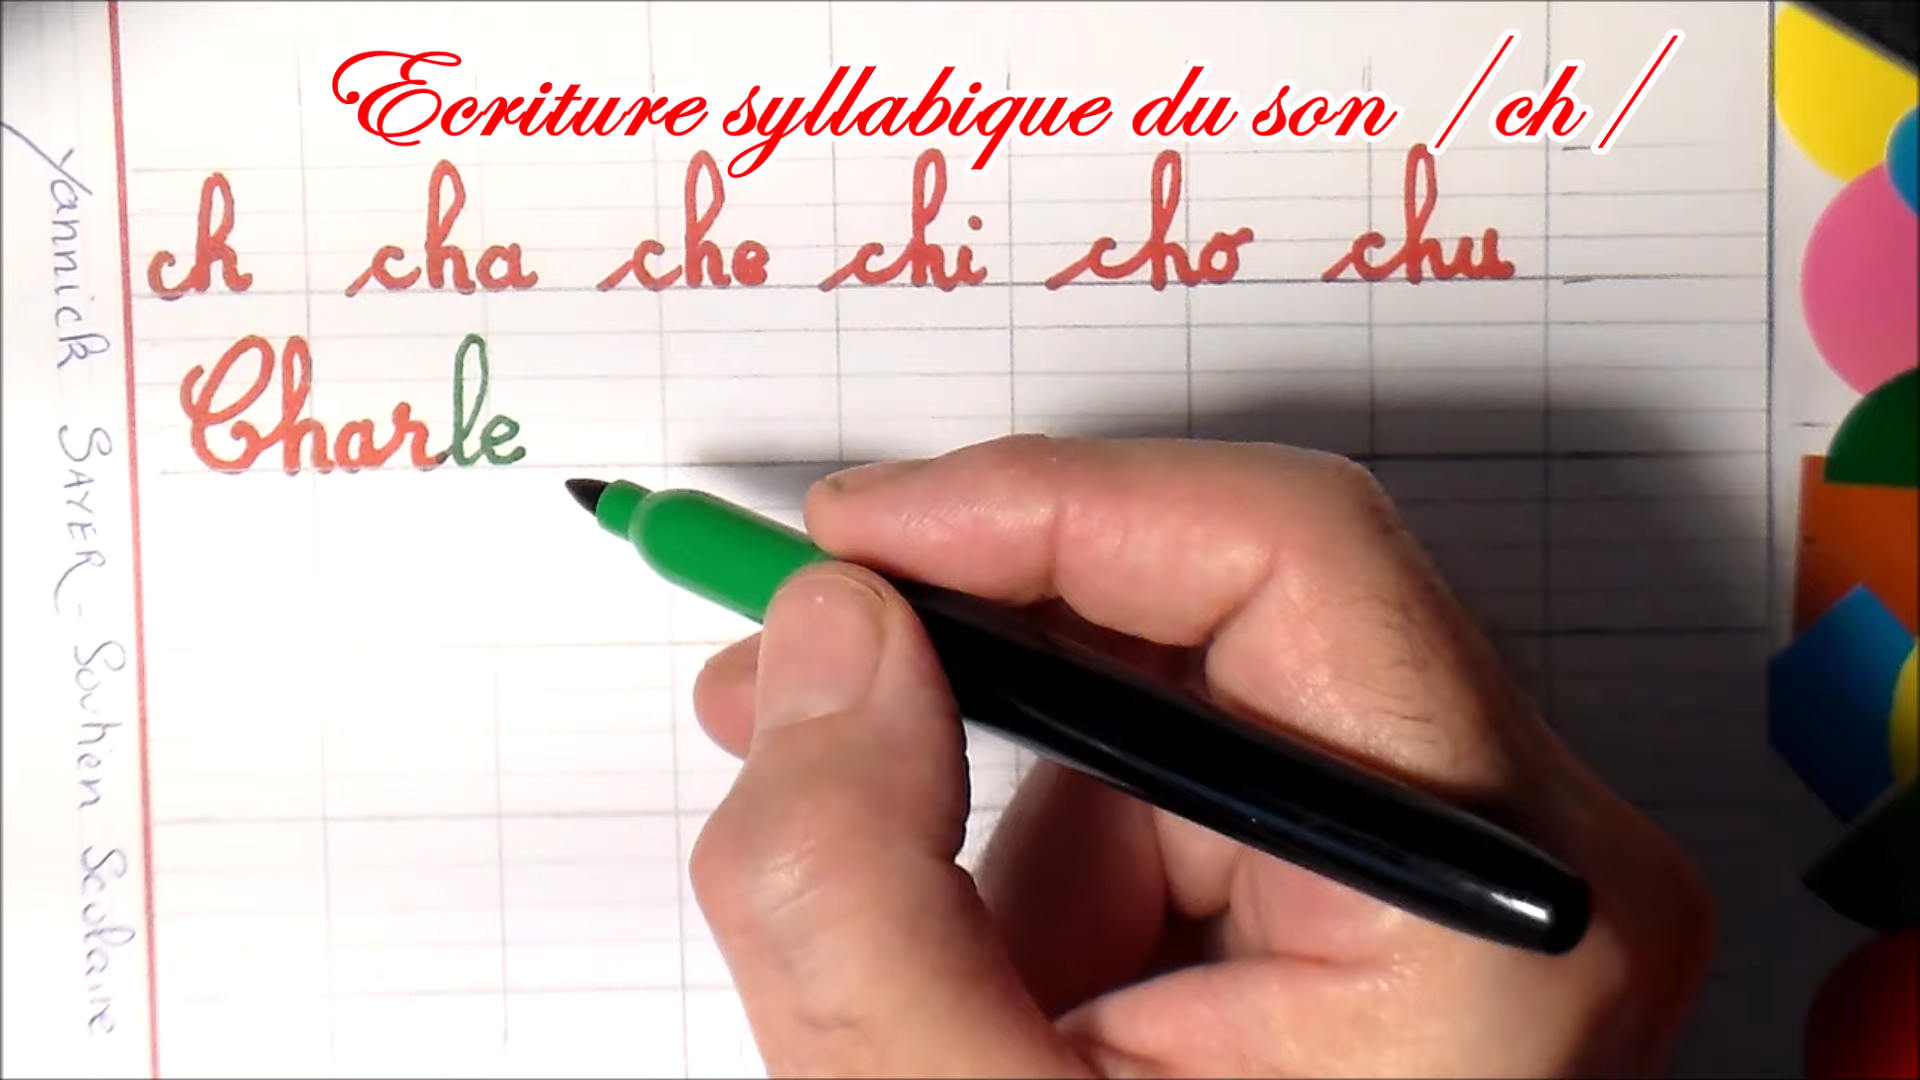 Ecriture syllabique du son /ch/
ch cha che chi cho chu
Charle
Yannick SAYER - Soutien Scolaire